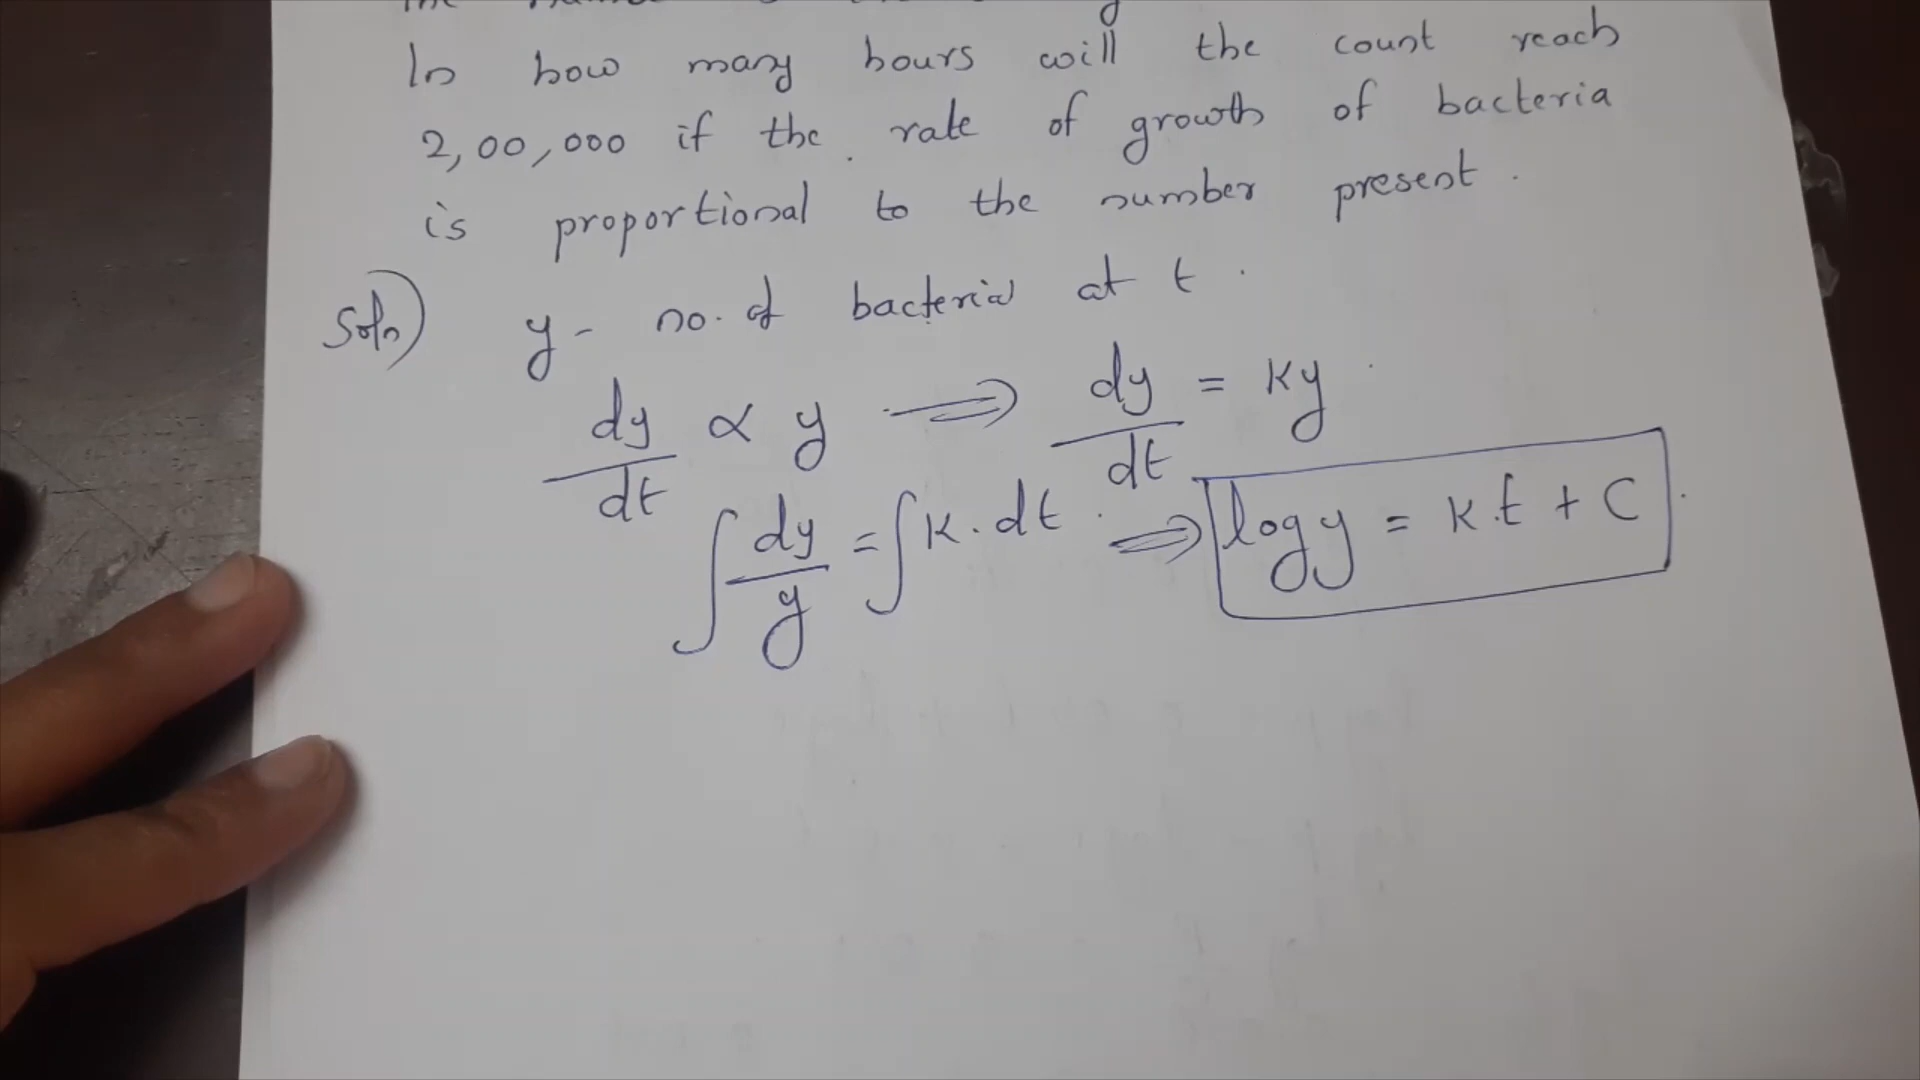 In how many hours will the count reach
2,00,000 if the rate of growth of bacteria
is proportional to the number present.
Soln) y - no. of bacteria at t.
dy/dt ∝ y ⟹ dy/dt = ky
∫ dy/y = ∫ k. dt ⟹ log y = k.t + C